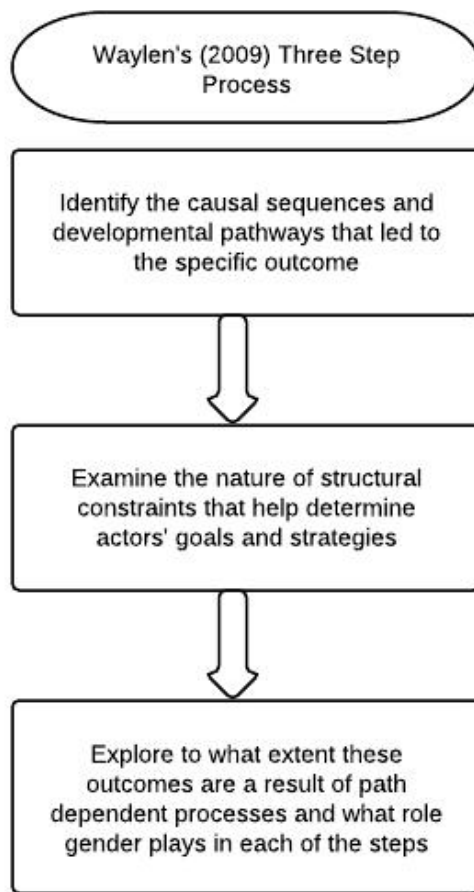 Waylen's (2009) Three Step
Process
Identify the causal sequences and
developmental pathways that led to
the specific outcome
Examine the nature of structural
constraints that help determine
actors' goals and strategies
Explore to what extent these
outcomes are a result of path
dependent processes and what role
gender plays in each of the steps